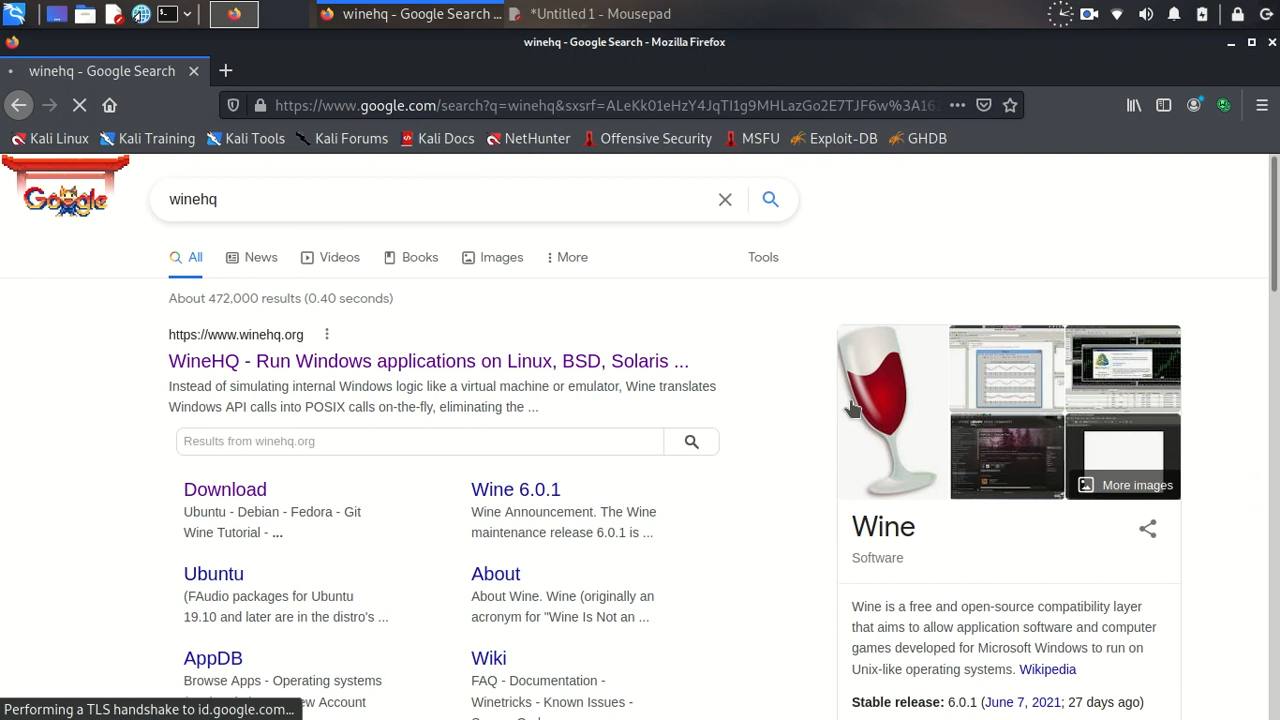 winehq - Google Search ...
*Untitled 1 - Mousepad
winehq - Google Search - Mozilla Firefox
winehq - Google Search
https://www.google.com/search?q=winehq&sxsrf=ALeKk01eHzY4JqTI1g9MHLazGo2E7TJF6w%3A16
Kali Linux
Kali Training
Kali Tools
Kali Forums
Kali Docs
NetHunter
Offensive Security
MSFU
Exploit-DB
GHDB
Google
winehq
All
News
Videos
Books
Images
More
Tools
About 472,000 results (0.40 seconds)
https://www.winehq.org
WineHQ - Run Windows applications on Linux, BSD, Solaris ...
Instead of simulating internal Windows logic like a virtual machine or emulator, Wine translates
Windows API calls into POSIX calls on-the-fly, eliminating the ...
Results from winehq.org
Download
Ubuntu - Debian - Fedora - Git
Wine Tutorial - ...
Wine 6.0.1
Wine Announcement. The Wine
maintenance release 6.0.1 is ...
Ubuntu
(FAudio packages for Ubuntu
19.10 and later are in the distro's ...
About
About Wine. Wine (originally an
acronym for "Wine Is Not an ...
AppDB
Browse Apps - Operating systems
ew Account
Wiki
FAQ - Documentation -
Winetricks - Known Issues -
More images
Wine
Software
Wine is a free and open-source compatibility layer
that aims to allow application software and computer
games developed for Microsoft Windows to run on
Unix-like operating systems. Wikipedia
Stable release: 6.0.1 (June 7, 2021; 27 days ago)
Performing a TLS handshake to id.google.com...